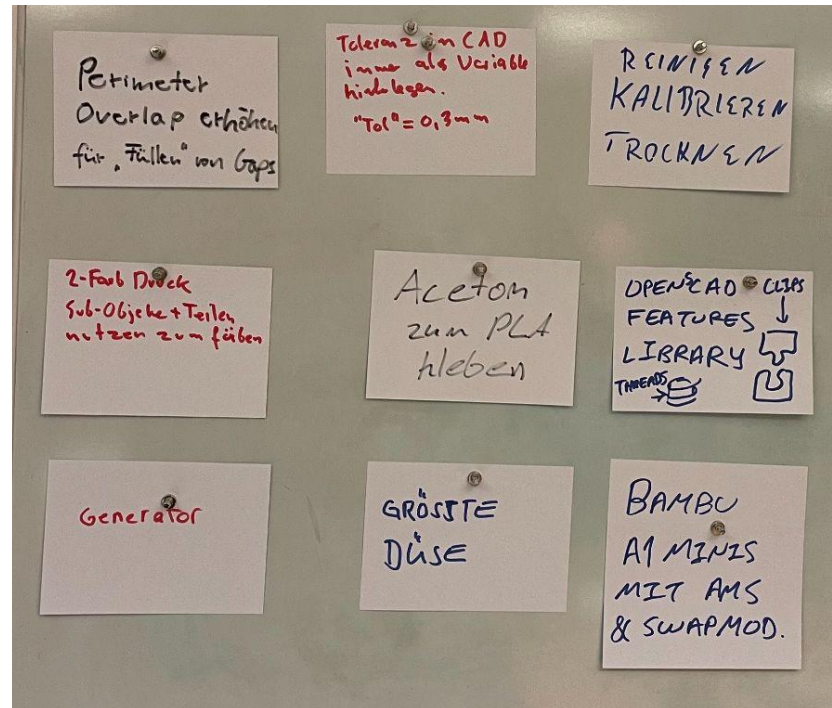 Perimeter
Overlap erhöhen
für „Füllen" von Gaps
Toleranz in CAD
immer als Variable
hinterlegen.
"Tol" = 0,3mm
REINIGEN
KALIBRIEREN
TROCKNEN
2-Farb Druck
Sub-Objekte + Teilen
nutzen zum färben
Aceton
zum PLA
kleben
OPENSCAD
FEATURES
LIBRARY
THREADS
CLIPS
Generator
GRÖSSTE
DÜSE
BAMBU
A1 MINIS
MIT AMS
& SWAPMOD.